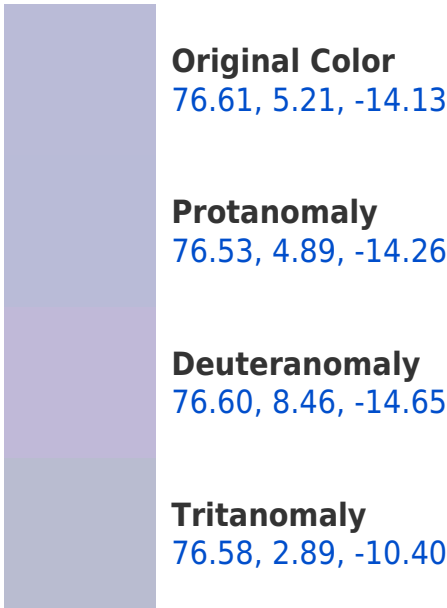 Original Color
76.61, 5.21, -14.13
Protanomaly
76.53, 4.89, -14.26
Deuteranomaly
76.60, 8.46, -14.65
Tritanomaly
76.58, 2.89, -10.40